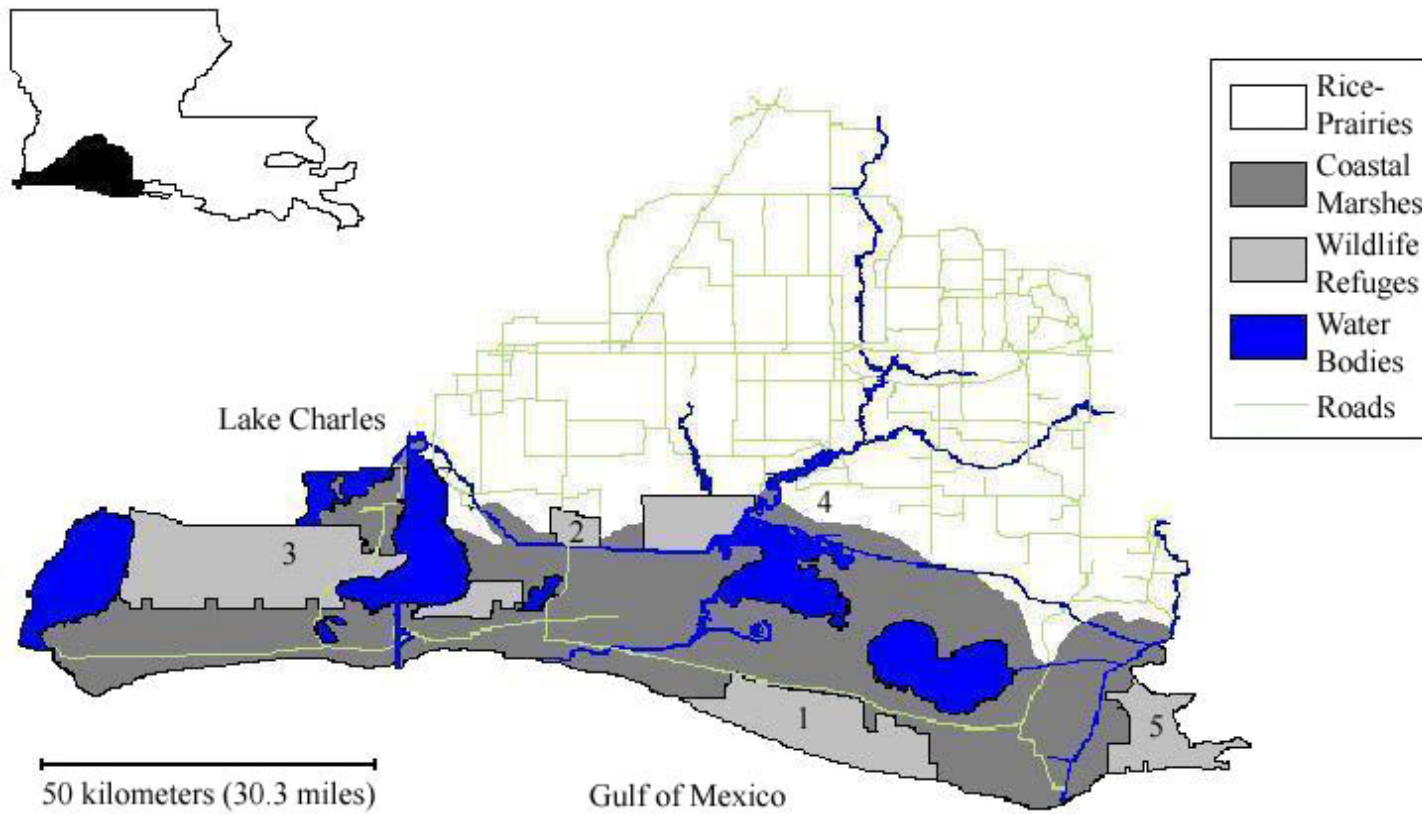 Rice-
Prairies
Coastal
Marshes
Wildlife
Refuges
Water
Bodies
Roads
Lake Charles
4
2
3
1
5
50 kilometers (30.3 miles)
Gulf of Mexico